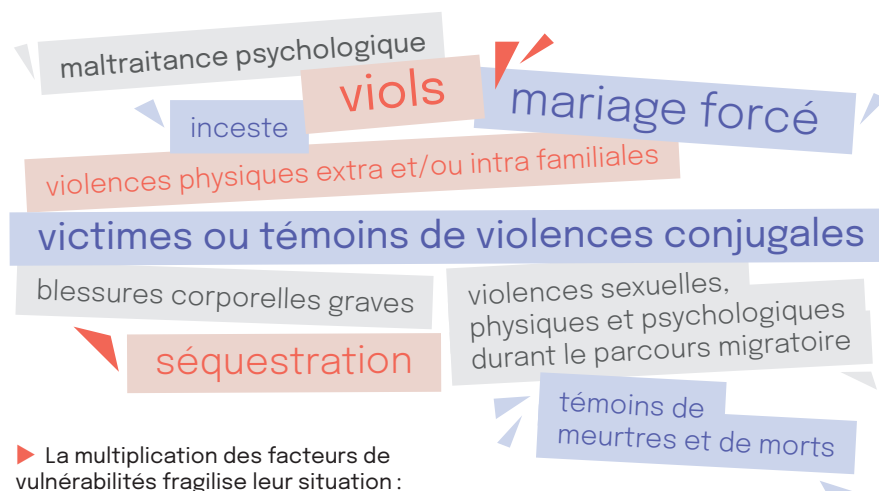 maltraitance psychologique
viols
mariage forcé
inceste
violences physiques extra et/ou intra familiales
victimes ou témoins de violences conjugales
blessures corporelles graves
violences sexuelles,
physiques et psychologiques
durant le parcours migratoire
séquestration
témoins de
meurtres et de morts
▶ La multiplication des facteurs de
vulnérabilités fragilise leur situation :